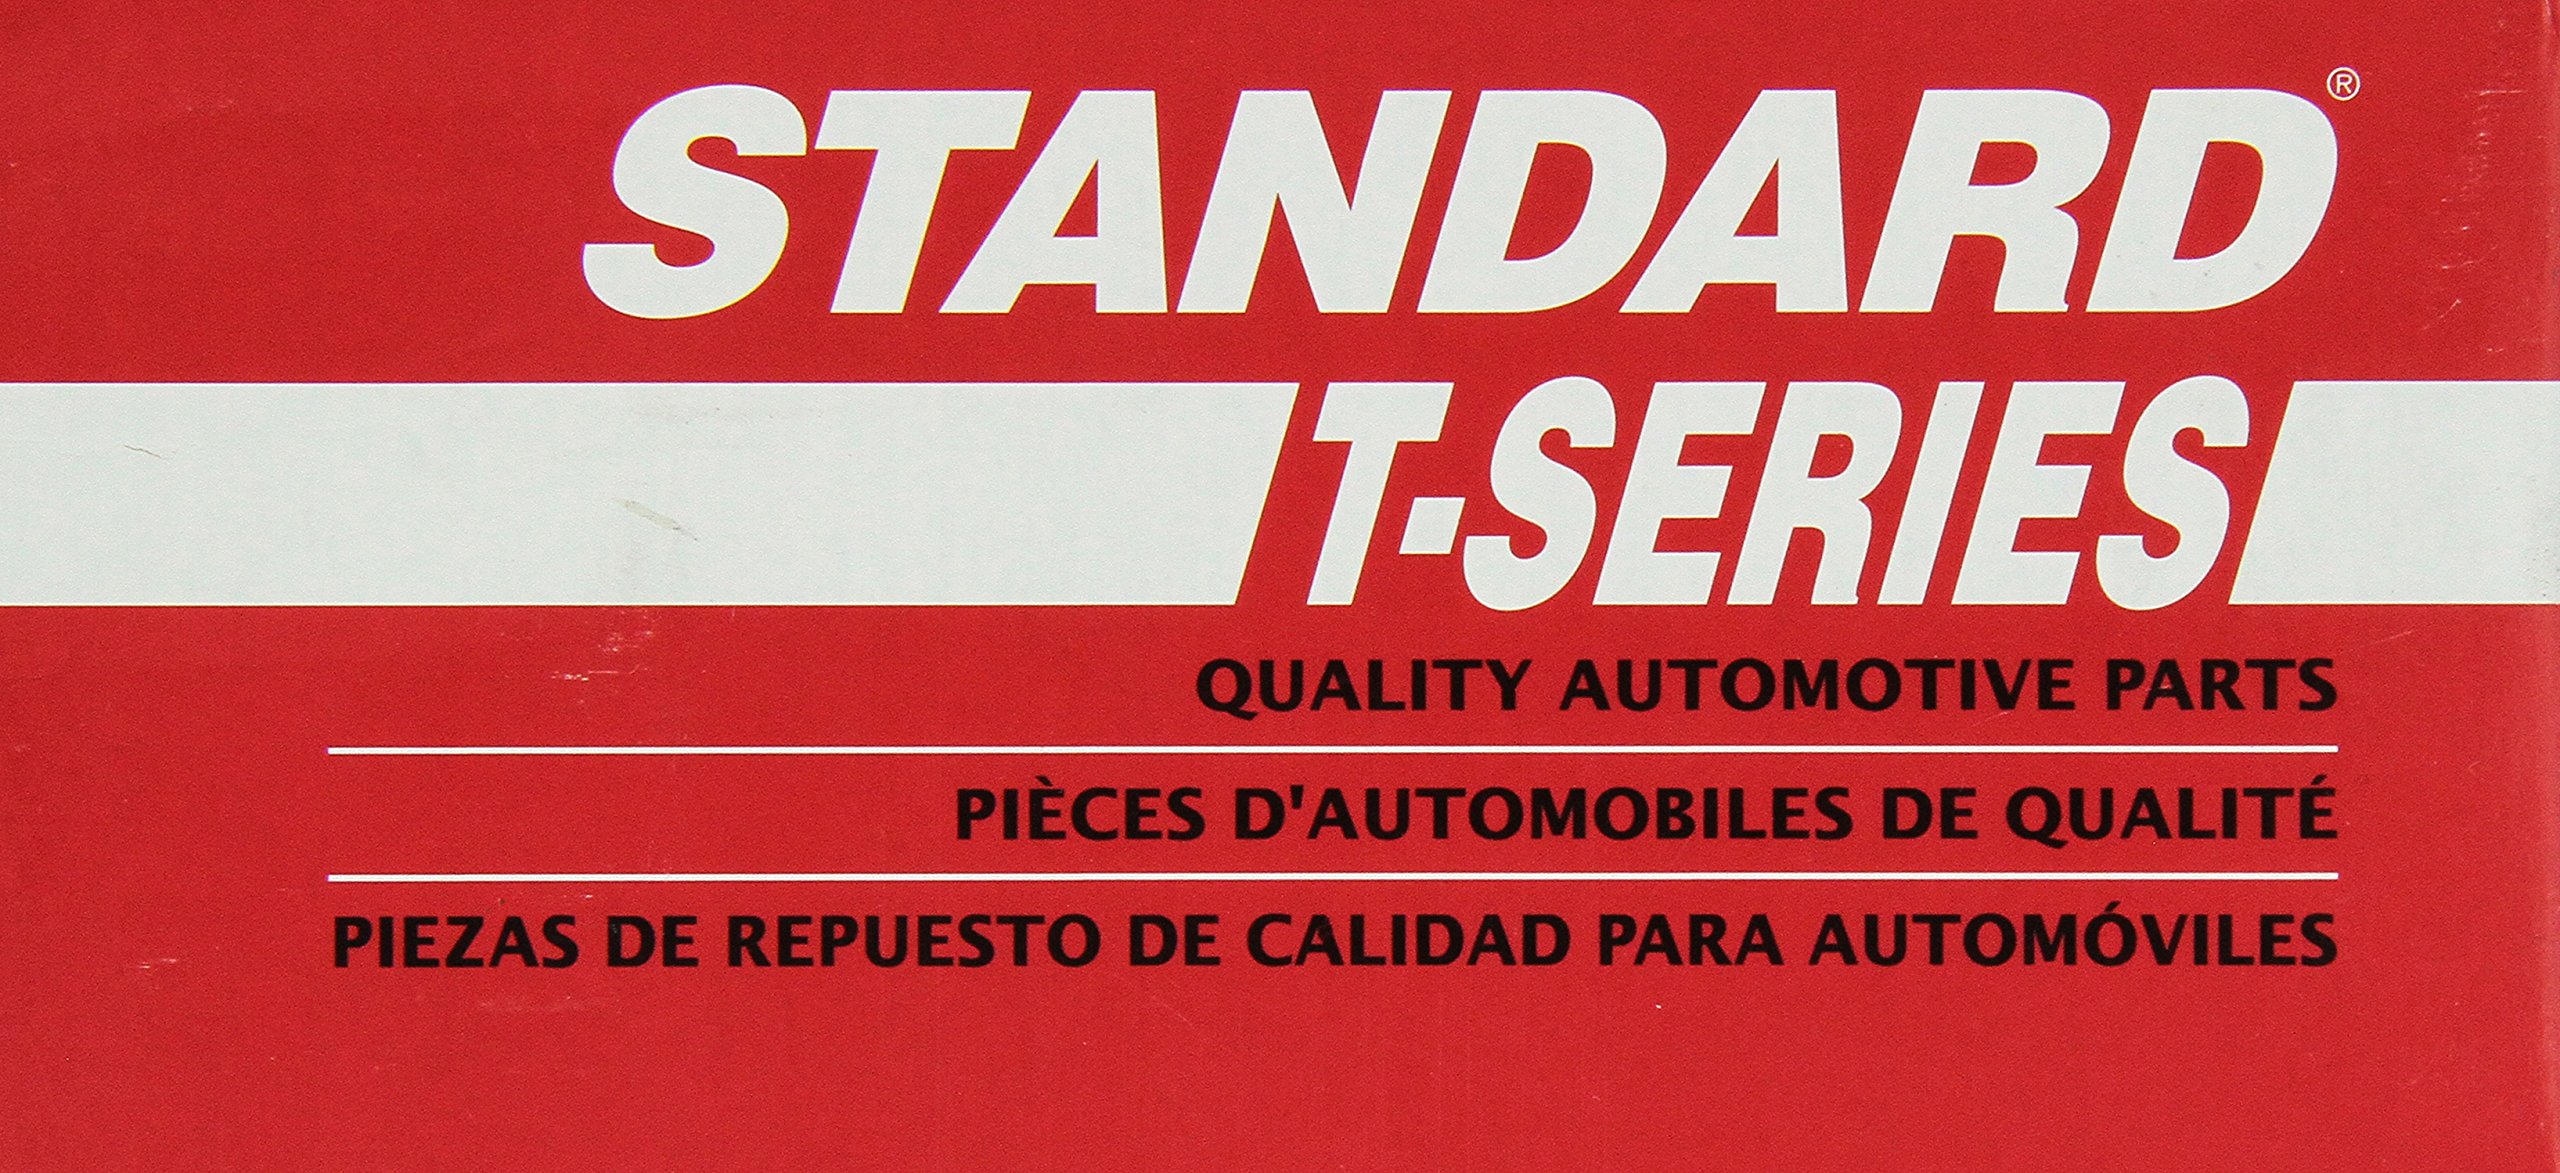 STANDARD®
T-SERIES
QUALITY AUTOMOTIVE PARTS
PIÈCES D'AUTOMOBILES DE QUALITÉ
PIEZAS DE REPUESTO DE CALIDAD PARA AUTOMÓVILES